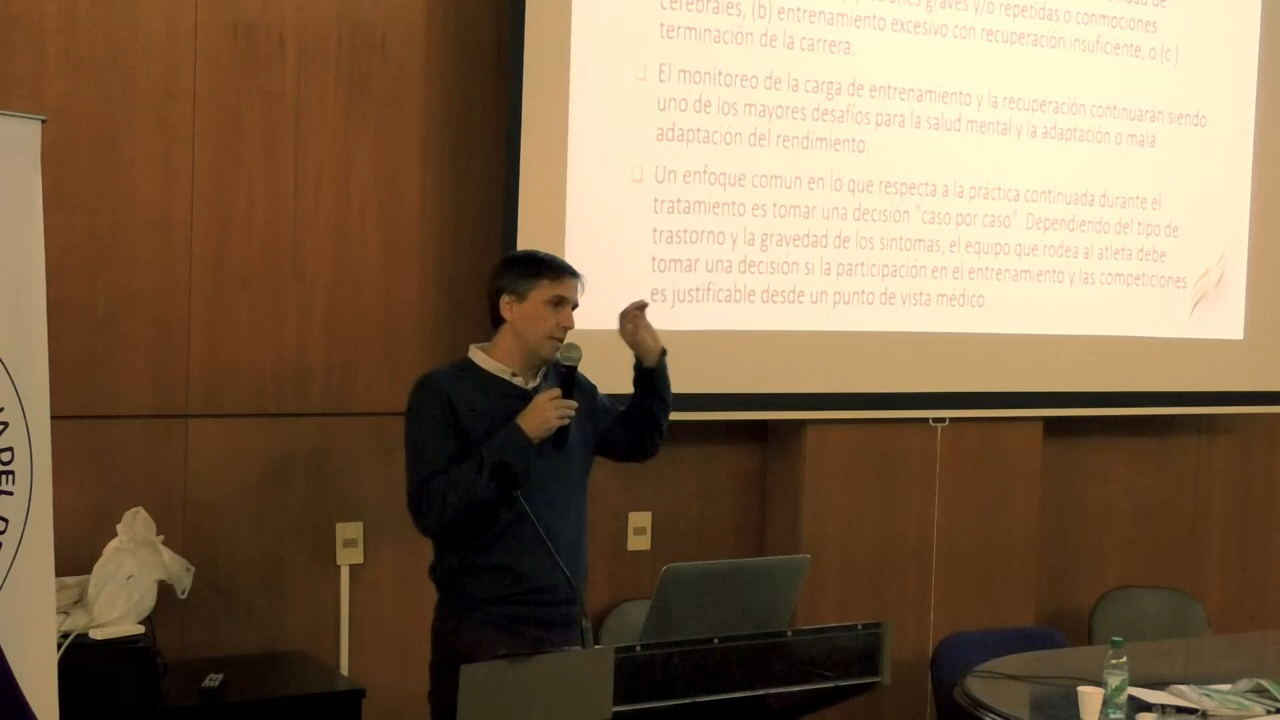 graves y/o repetidas o conmociones
cerebrales, (b) entrenamiento excesivo con recuperación insuficiente, o (c)
terminación de la carrera.
El monitoreo de la carga de entrenamiento y la recuperación continuarán siendo
uno de los mayores desafíos para la salud mental y la adaptación o mala
adaptación del rendimiento.
Un enfoque común en lo que respecta a la práctica continuada durante el
tratamiento es tomar una decisión "caso por caso". Dependiendo del tipo de
trastorno y la gravedad de los síntomas, el equipo que rodea al atleta debe
tomar una decisión si la participación en el entrenamiento y las competiciones
es justificable desde un punto de vista médico
DEL